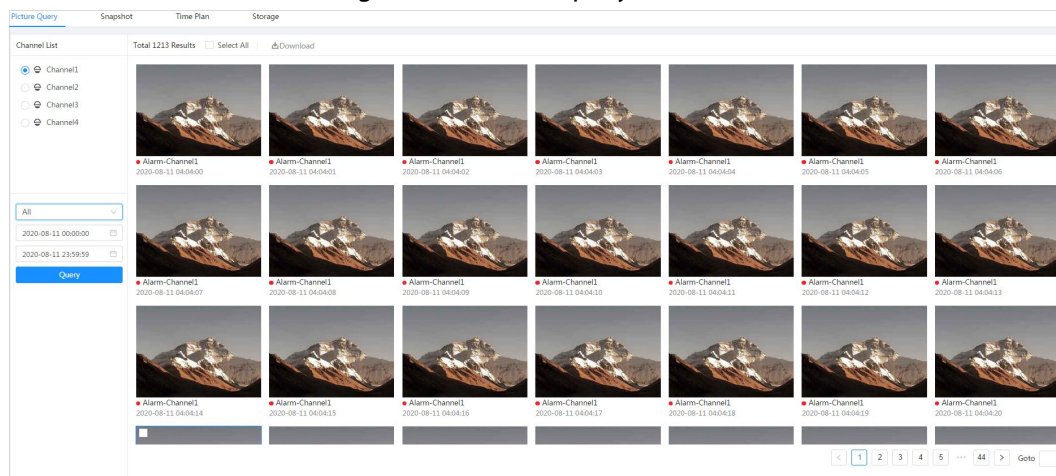 Picture Query Snapshot Time Plan Storage
Channel List
Total 1213 Results Select All Download
Channel1
Channel2
Channel3
Channel4
All
2020-08-11 00:00:00
2020-08-11 23:59:59
Query
Alarm-Channel1 Alarm-Channel1 Alarm-Channel1 Alarm-Channel1 Alarm-Channel1 Alarm-Channel1 Alarm-Channel1
2020-08-11 04:04:00 2020-08-11 04:04:01 2020-08-11 04:04:02 2020-08-11 04:04:03 2020-08-11 04:04:04 2020-08-11 04:04:05 2020-08-11 04:04:06
Alarm-Channel1 Alarm-Channel1 Alarm-Channel1 Alarm-Channel1 Alarm-Channel1 Alarm-Channel1 Alarm-Channel1
2020-08-11 04:04:07 2020-08-11 04:04:08 2020-08-11 04:04:09 2020-08-11 04:04:10 2020-08-11 04:04:11 2020-08-11 04:04:12 2020-08-11 04:04:13
Alarm-Channel1 Alarm-Channel1 Alarm-Channel1 Alarm-Channel1 Alarm-Channel1 Alarm-Channel1 Alarm-Channel1
2020-08-11 04:04:14 2020-08-11 04:04:15 2020-08-11 04:04:16 2020-08-11 04:04:17 2020-08-11 04:04:18 2020-08-11 04:04:19 2020-08-11 04:04:20
< 1 2 3 4 5 ··· 44 > Goto